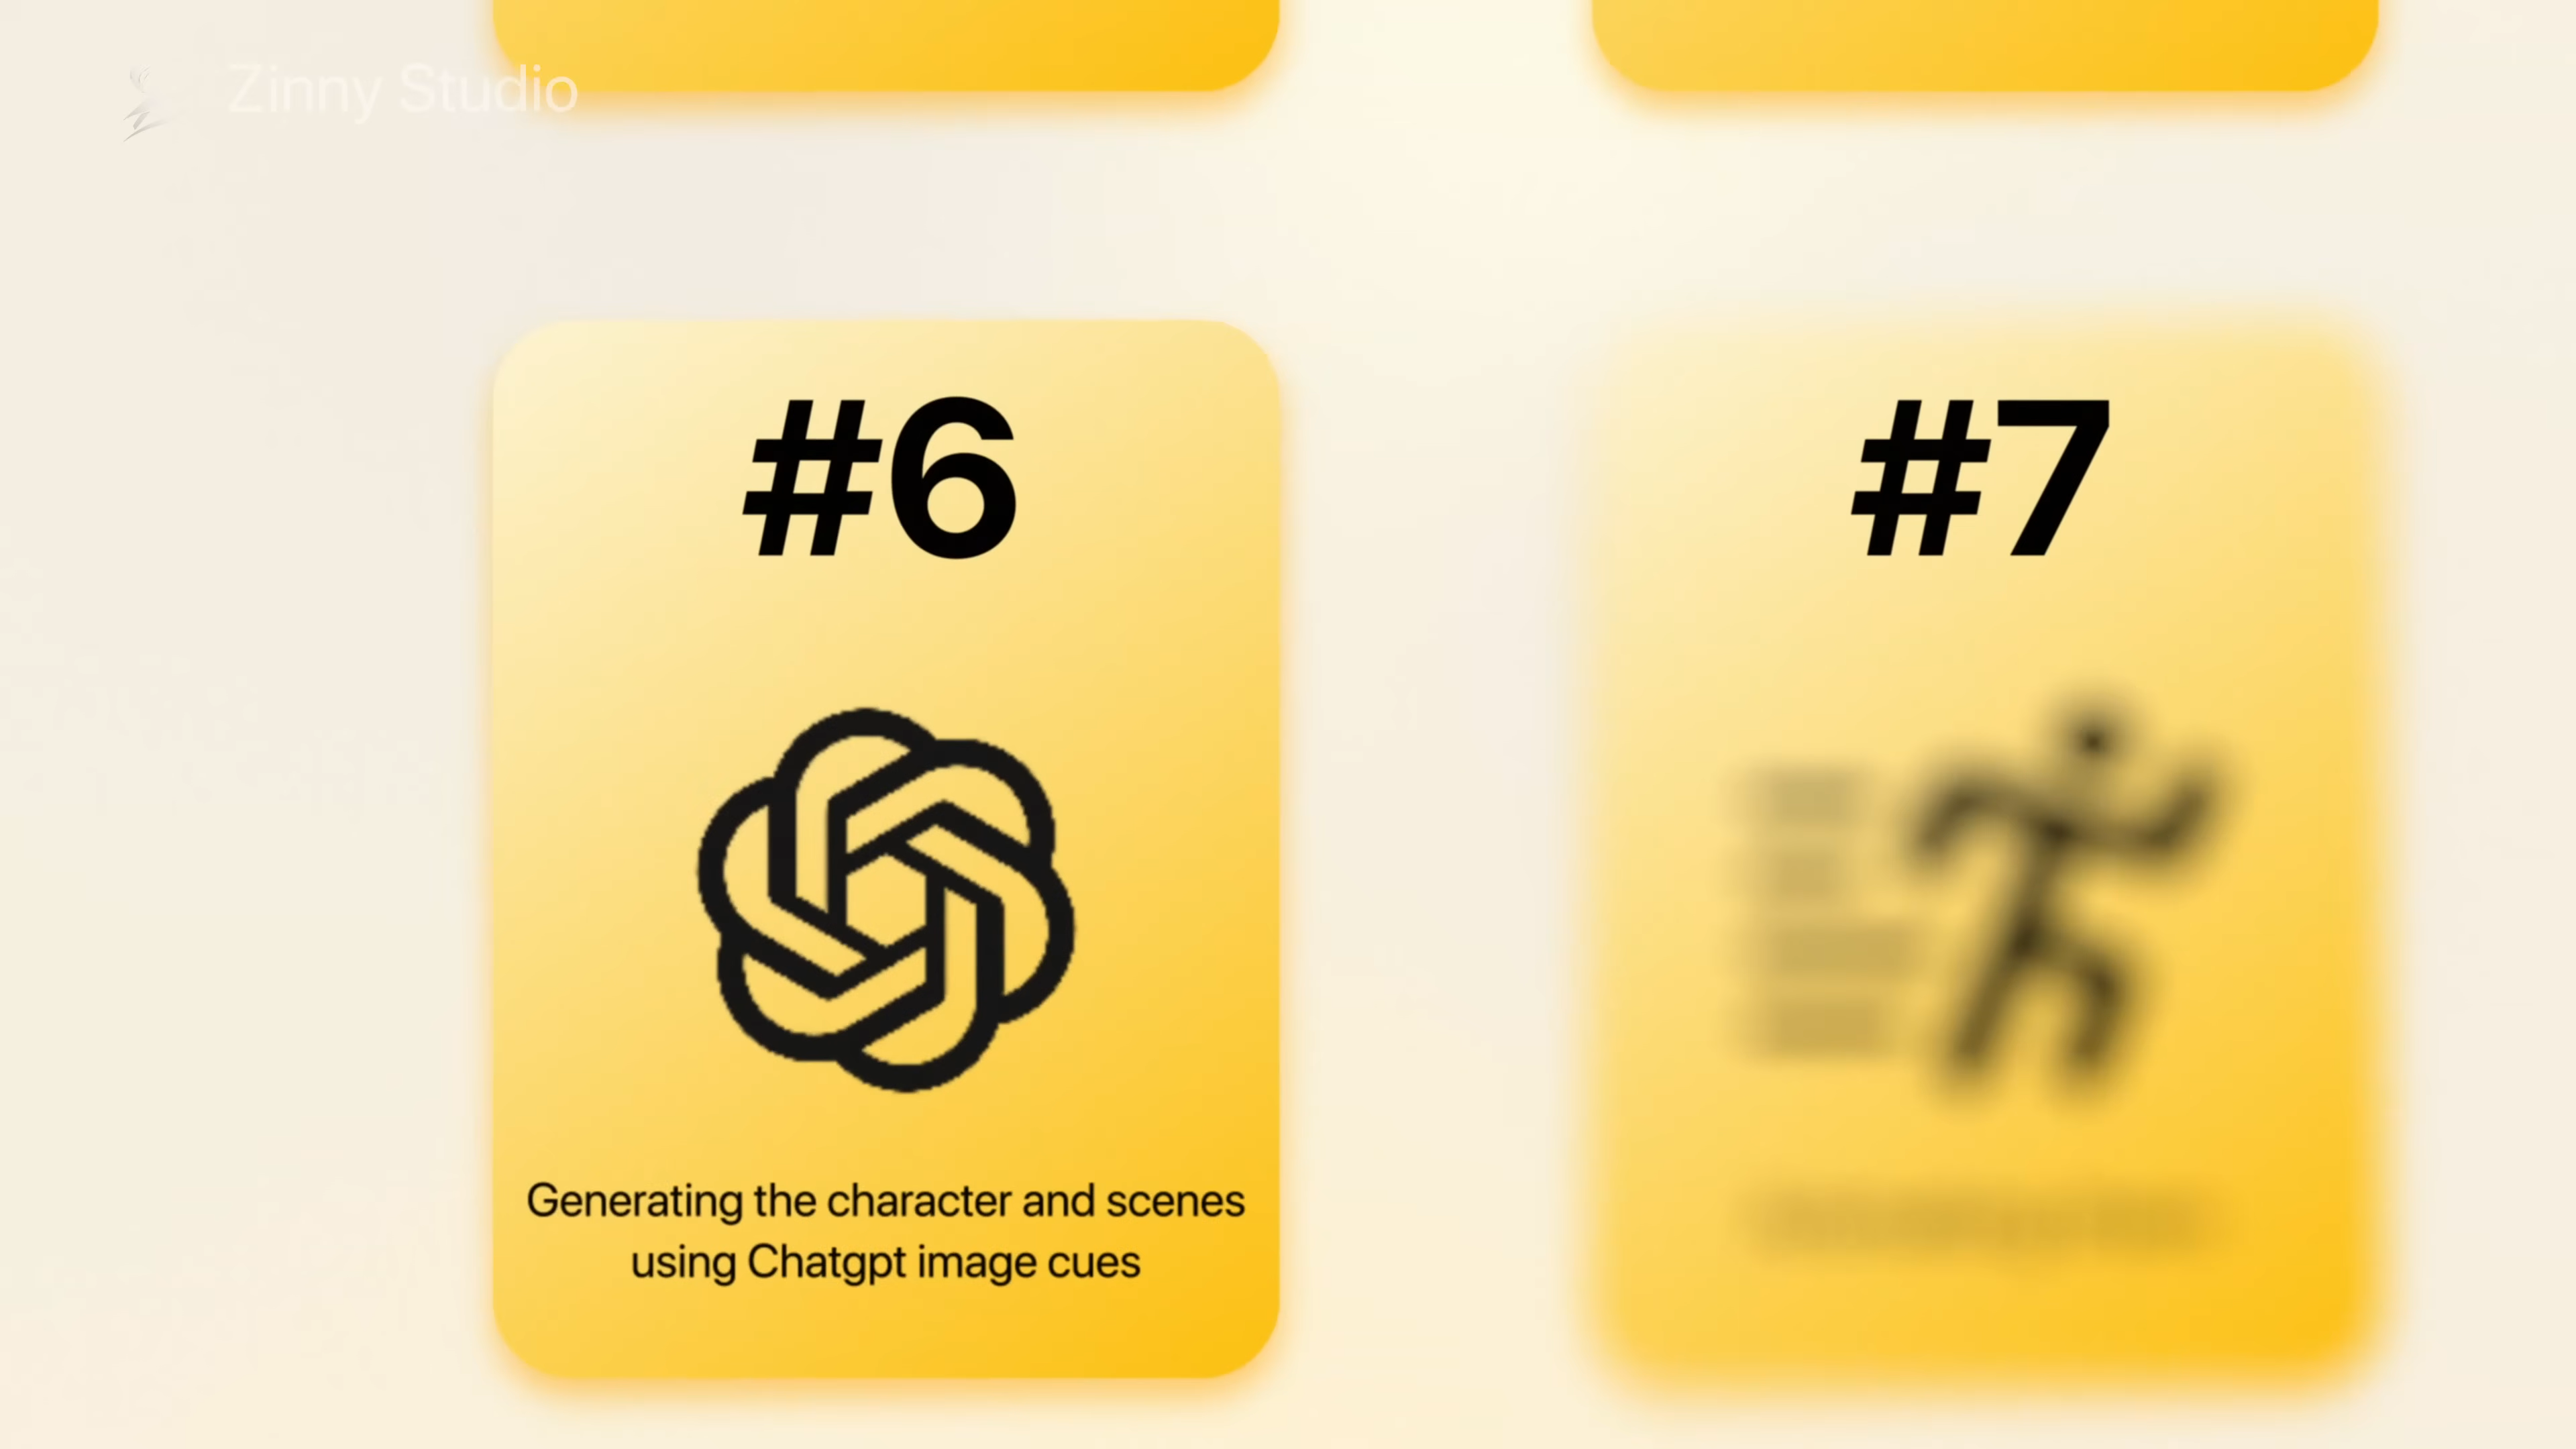 Zinny Studio
#6
#7
Generating the character and scenes
using Chatgpt image cues